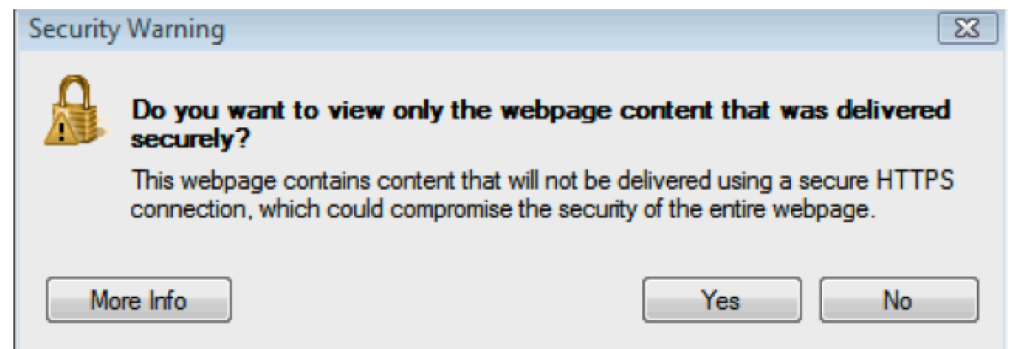 Security Warning
Do you want to view only the webpage content that was delivered
securely?
This webpage contains content that will not be delivered using a secure HTTPS
connection, which could compromise the security of the entire webpage.
More Info
Yes
No